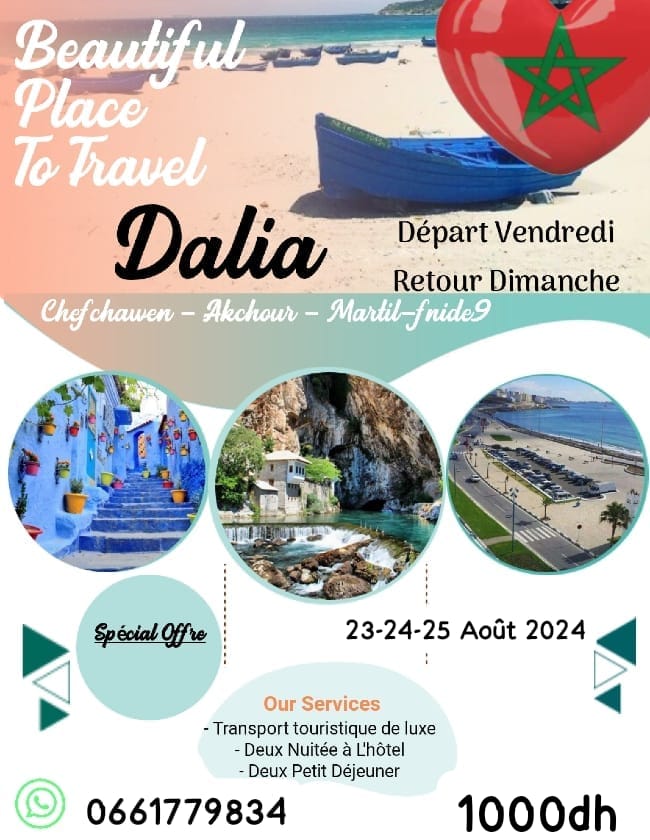 Beautiful
Place
To Travel
Dalia
Départ Vendredi
Retour Dimanche
Chefchawen - Akchour - Martil-fnide9
Spécial Offre
23-24-25 Août 2024
Our Services
- Transport touristique de luxe
- Deux Nuitée à L'hôtel
- Deux Petit Déjeuner
0661779834
1000dh